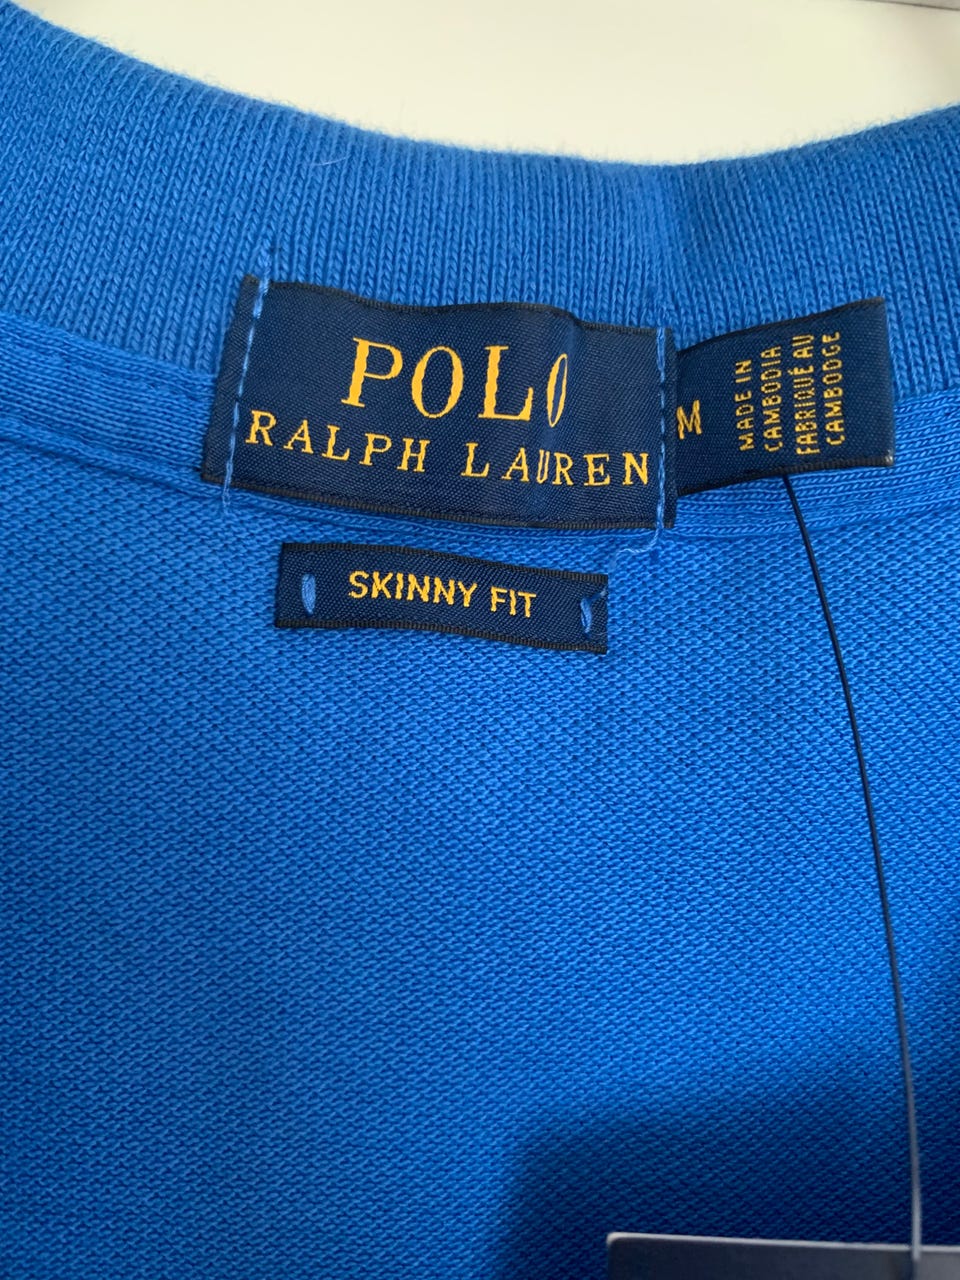 POLO
RALPH LAUREN
M
MADE IN
CAMBODIA
FABRIQUÉ AU
CAMBODGE
SKINNY FIT